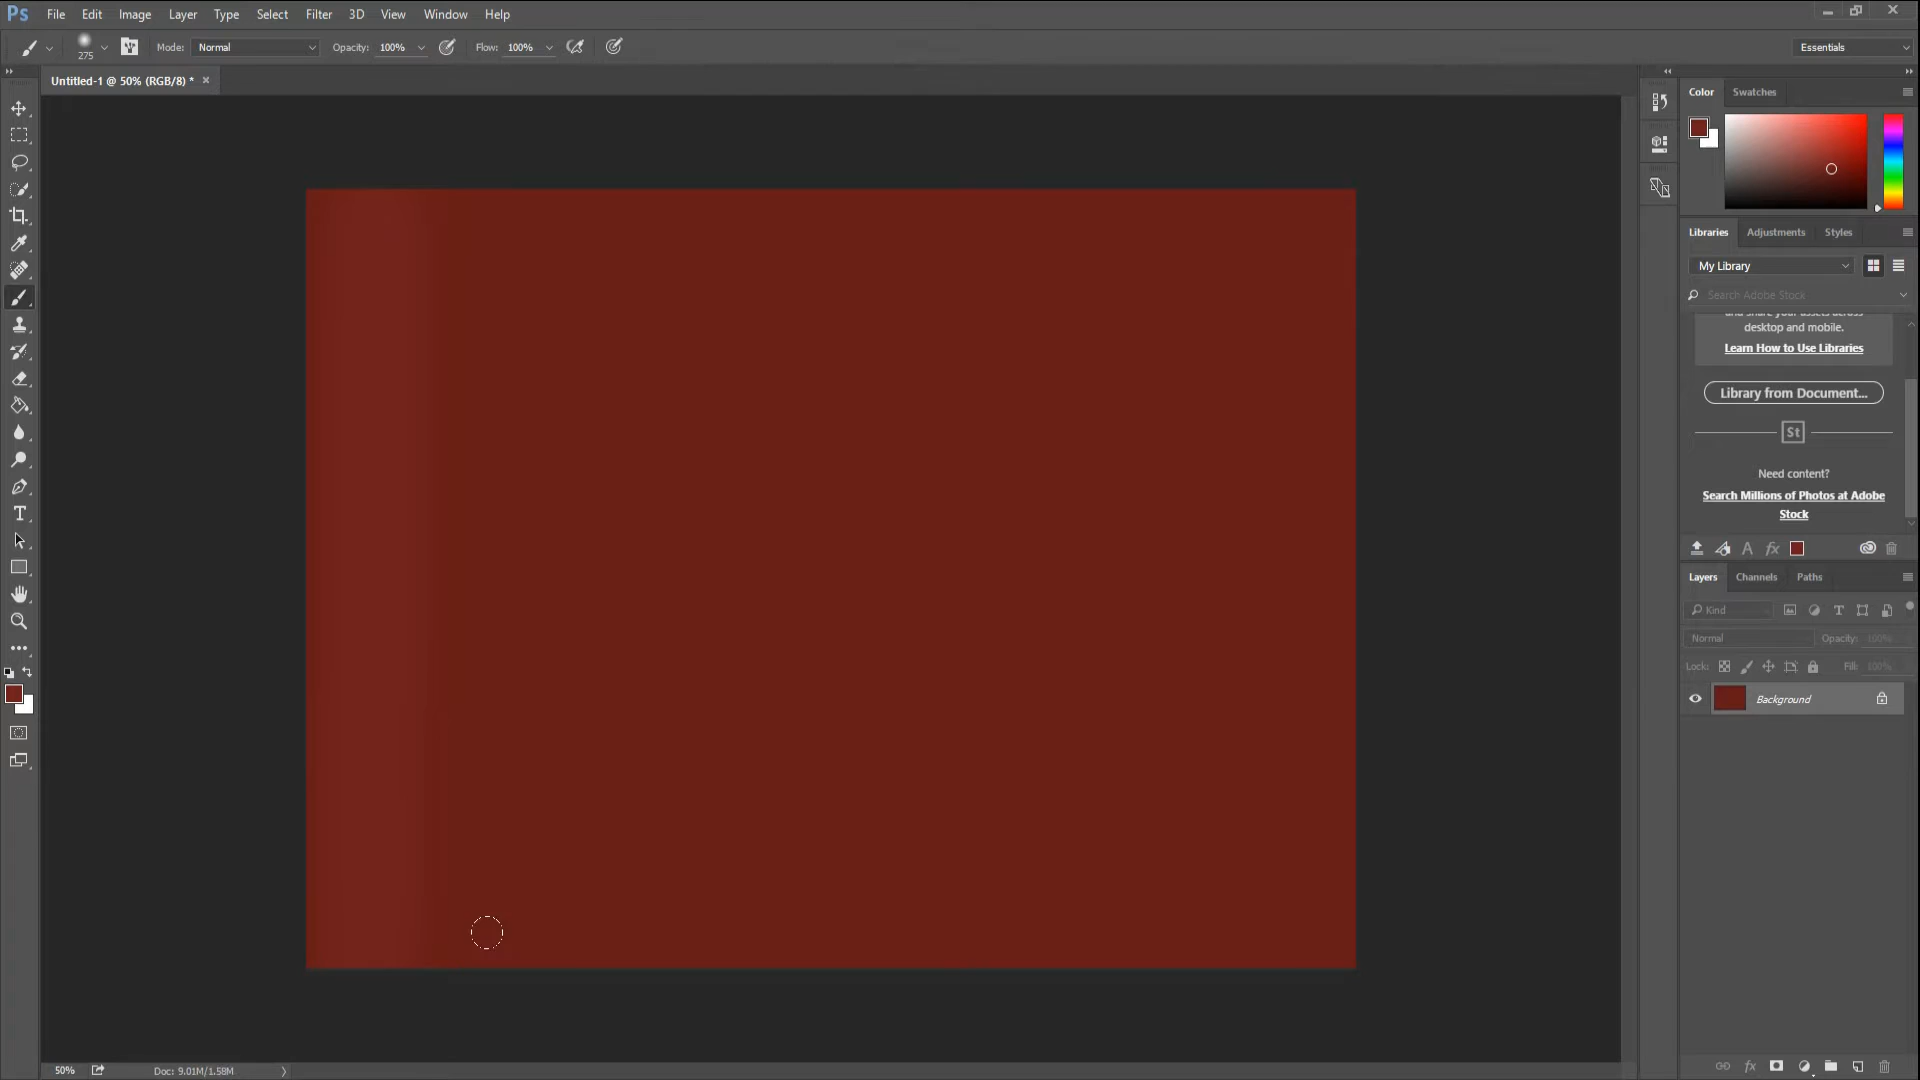 Ps File Edit Image Layer Type Select Filter 3D View Window Help
275 Mode: Normal Opacity: 100% Flow: 100% Essentials
Untitled-1 @ 50% (RGB/8) * ×
Color Swatches
Libraries Adjustments Styles
My Library
Search Adobe Stock
and share your assets across
desktop and mobile.
Learn How to Use Libraries
Library from Document...
St
Need content?
Search Millions of Photos at Adobe
Stock
A fx
Layers Channels Paths
Kind T
Normal Opacity: 100%
Lock: Fill: 100%
Background
T
50% Doc: 9.01M/1.58M
fx